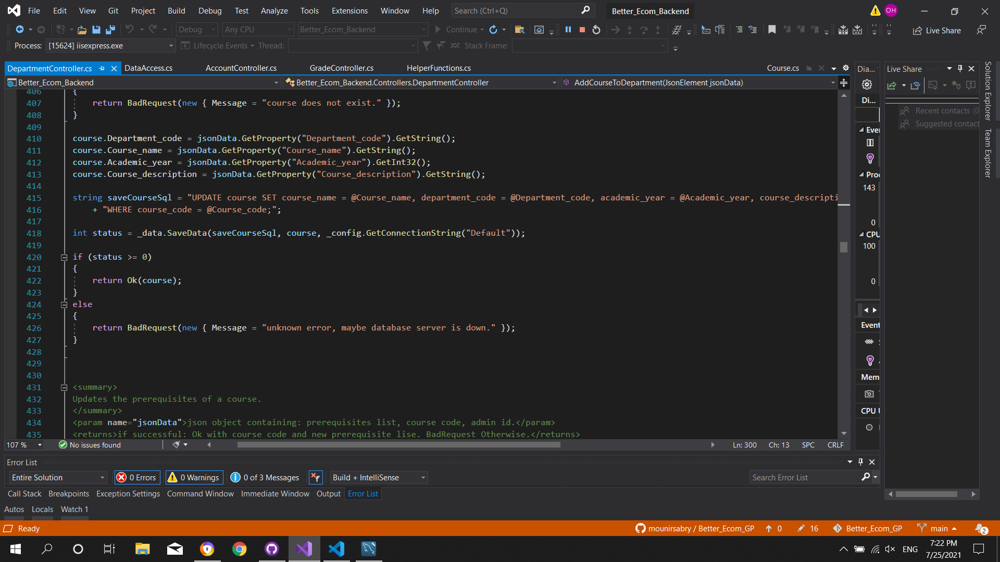 File Edit View Git Project Build Debug Test Analyze Tools Extensions Window Help Search (Ctrl+Q) Better_Ecom_Backend OH
Debug Any CPU Better_Ecom_Backend Continue Live Share
Process: [15624] iisexpress.exe Lifecycle Events Thread: Stack Frame:
DepartmentController.cs DataAccess.cs AccountController.cs GradeController.cs HelperFunctions.cs Course.cs Dia... Live Share
Better_Ecom_Backend Better_Ecom_Backend.Controllers.DepartmentController AddCourseToDepartment(JsonElement jsonData)
Solution Explorer
Team Explorer
Di...
Recent contacts (0
Suggested contact
Eve
Pro
143
0
CPU
100
0
Event
Mem
CPU U
406 {
407 return BadRequest(new { Message = "course does not exist." });
408 }
409
410 course.Department_code = jsonData.GetProperty("Department_code").GetString();
411 course.Course_name = jsonData.GetProperty("Course_name").GetString();
412 course.Academic_year = jsonData.GetProperty("Academic_year").GetInt32();
413 course.Course_description = jsonData.GetProperty("Course_description").GetString();
414
415 string saveCourseSql = "UPDATE course SET course_name = @Course_name, department_code = @Department_code, academic_year = @Academic_year, course_descripti
416 + "WHERE course_code = @Course_code;";
417
418 int status = _data.SaveData(saveCourseSql, course, _config.GetConnectionString("Default"));
419
420 if (status >= 0)
421 {
422 return Ok(course);
423 }
424 else
425 {
426 return BadRequest(new { Message = "unknown error, maybe database server is down." });
427 }
428
429
430
431 <summary>
432 Updates the prerequisites of a course.
433 </summary>
434 <param name="jsonData">json object containing: prerequisites list, course code, admin id.</param>
435 <returns>if successful: Ok with course code and new prerequisite lise. BadRequest Otherwise.</returns>
107 % No issues found Ln: 300 Ch: 13 SPC CRLF
Error List
Entire Solution 0 Errors 0 Warnings 0 of 3 Messages Build + IntelliSense Search Error List
Call Stack Breakpoints Exception Settings Command Window Immediate Window Output Error List
Autos Locals Watch 1
Ready mounirsabry / Better_Ecom_GP 0 16 Better_Ecom_GP main 2
ENG 7:22 PM
7/25/2021